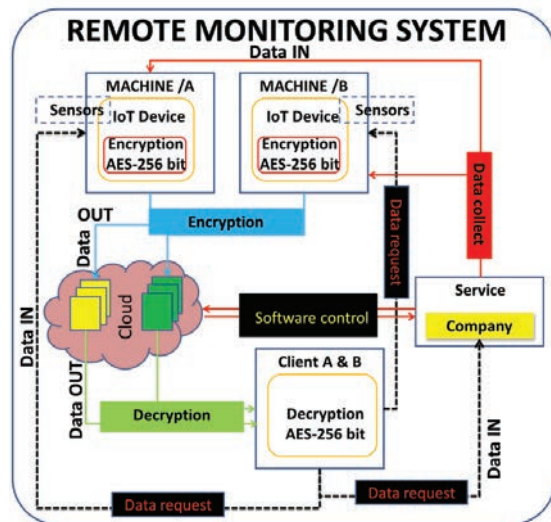 REMOTE MONITORING SYSTEM
Data IN
MACHINE /A
MACHINE /B
Sensors
Sensors
IoT Device
IoT Device
Encryption
AES-256 bit
Encryption
AES-256 bit
Data collect
Data request
Data OUT
Encryption
Data IN
Cloud
Software control
Service
Company
Client A & B
Data OUT
Decryption
Decryption
AES-256 bit
Data IN
Data request
Data request